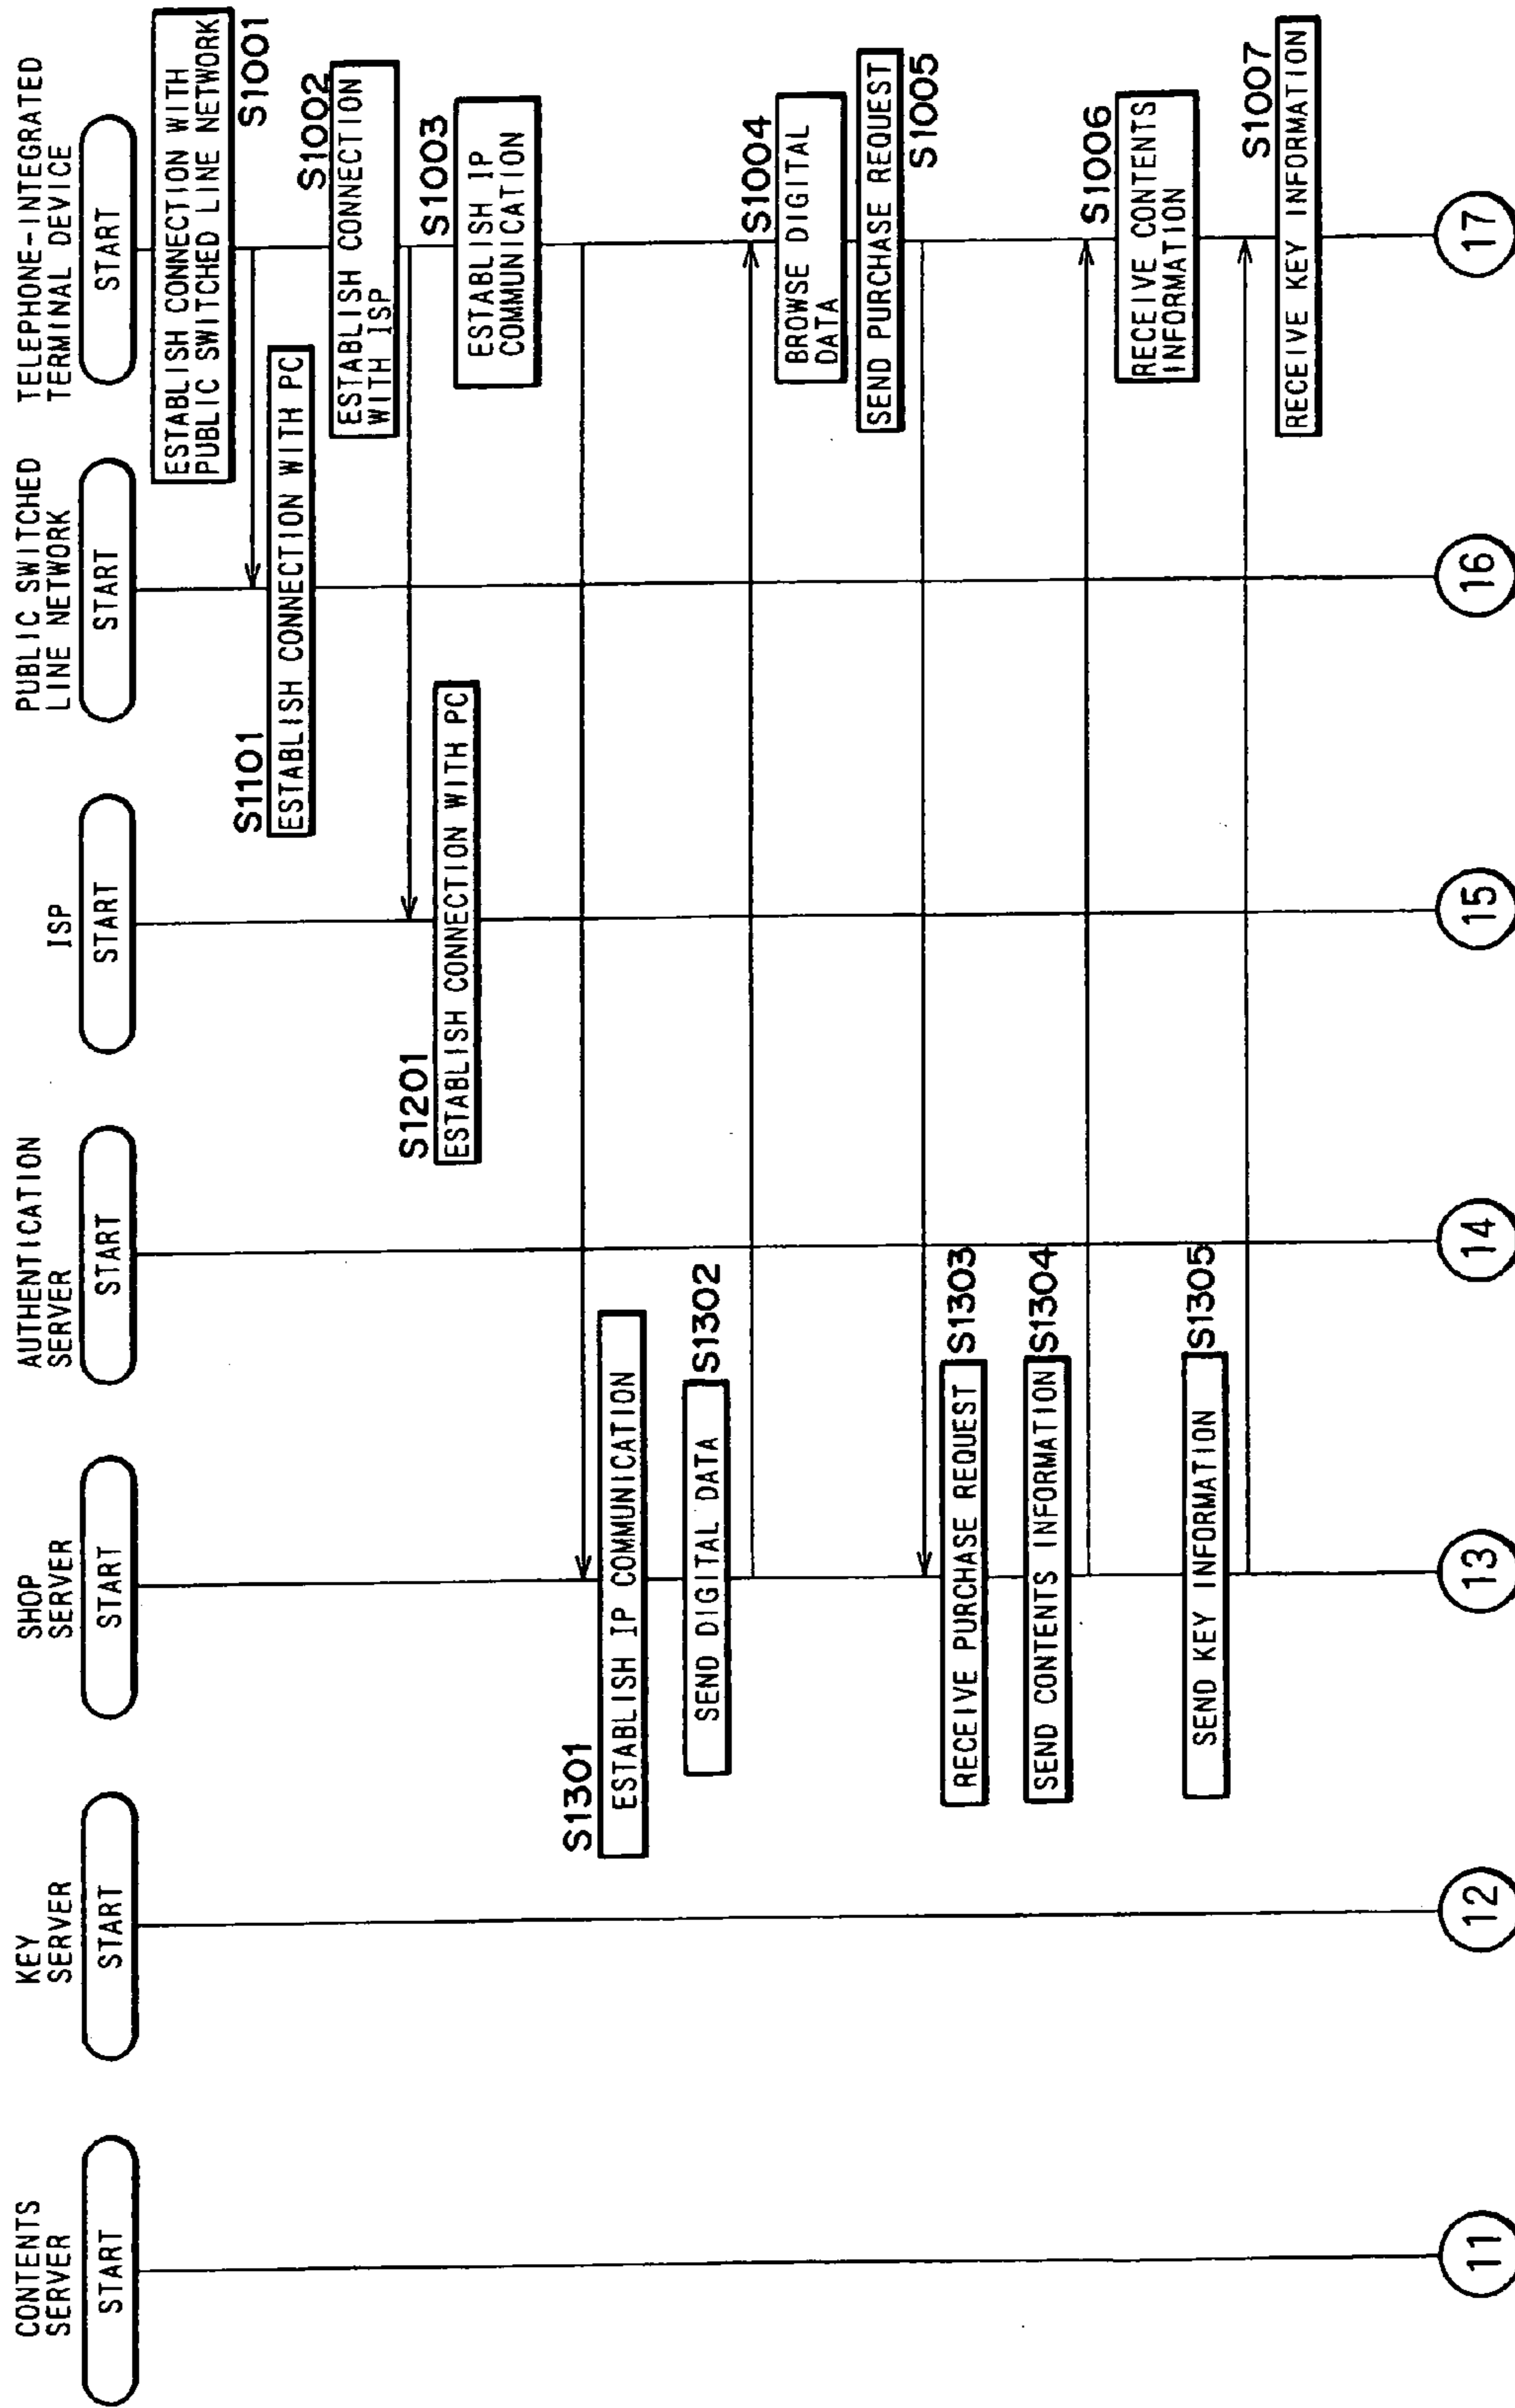 CONTENTS
SERVER
START
KEY
SERVER
START
SHOP
SERVER
START
AUTHENTICATION
SERVER
START
ISP
START
PUBLIC SWITCHED
LINE NETWORK
START
TELEPHONE-INTEGRATED
TERMINAL DEVICE
START
ESTABLISH CONNECTION WITH
PUBLIC SWITCHED LINE NETWORK
S1001
S1101
ESTABLISH CONNECTION WITH PC
S1002
ESTABLISH CONNECTION
WITH ISP
S1201
ESTABLISH CONNECTION WITH PC
S1003
ESTABLISH IP
COMMUNICATION
S1301
ESTABLISH IP COMMUNICATION
SEND DIGITAL DATA
S1302
S1004
BROWSE DIGITAL
DATA
SEND PURCHASE REQUEST
S1005
RECEIVE PURCHASE REQUEST
S1303
SEND CONTENTS INFORMATION
S1304
S1006
RECEIVE CONTENTS
INFORMATION
SEND KEY INFORMATION
S1305
S1007
RECEIVE KEY INFORMATION
11
12
13
14
15
16
17